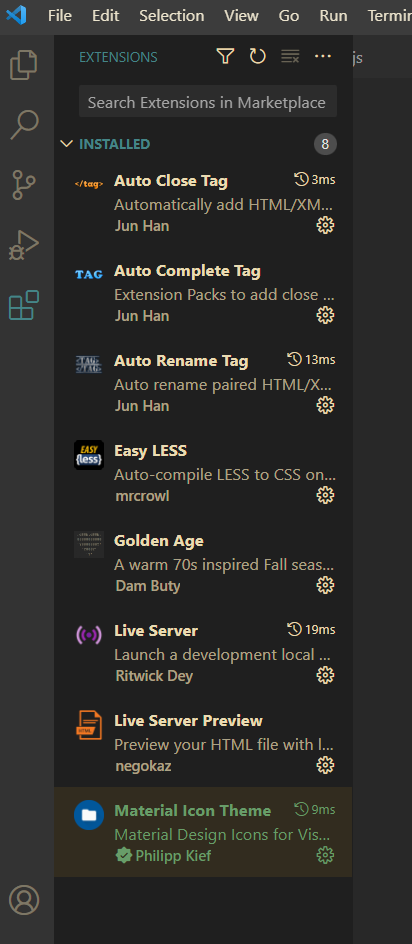 File Edit Selection View Go Run Termin
EXTENSIONS
js
Search Extensions in Marketplace
INSTALLED 8
</tag> Auto Close Tag 3ms
Automatically add HTML/XM...
Jun Han
TAG Auto Complete Tag
Extension Packs to add close ...
Jun Han
Auto Rename Tag 13ms
Auto rename paired HTML/X...
Jun Han
EASY {less} Easy LESS
Auto-compile LESS to CSS on...
mrcrowl
Golden Age
A warm 70s inspired Fall seas...
Dam Buty
Live Server 19ms
Launch a development local ...
Ritwick Dey
HTML Live Server Preview
Preview your HTML file with l...
negokaz
Material Icon Theme 9ms
Material Design Icons for Vis...
Philipp Kief